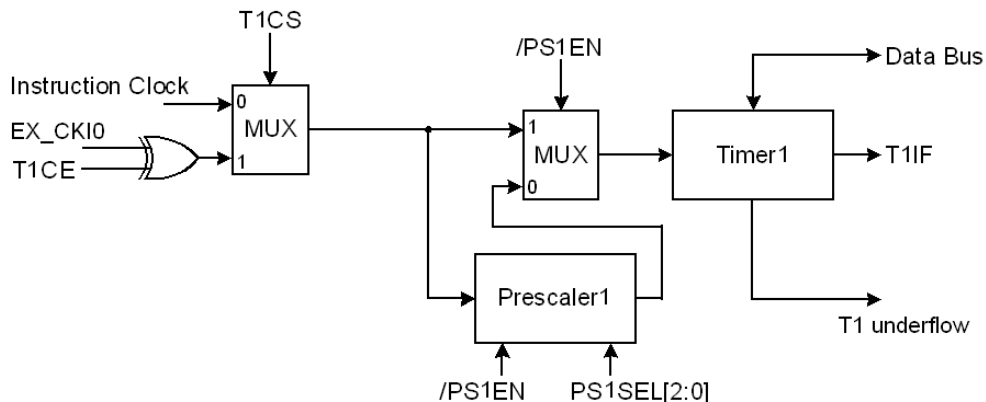 T1CS
/PS1EN
Data Bus
Instruction Clock
0
MUX
EX_CKI0
1
T1CE
1
MUX
0
Timer1
T1IF
Prescaler1
T1 underflow
/PS1EN
PS1SEL[2:0]